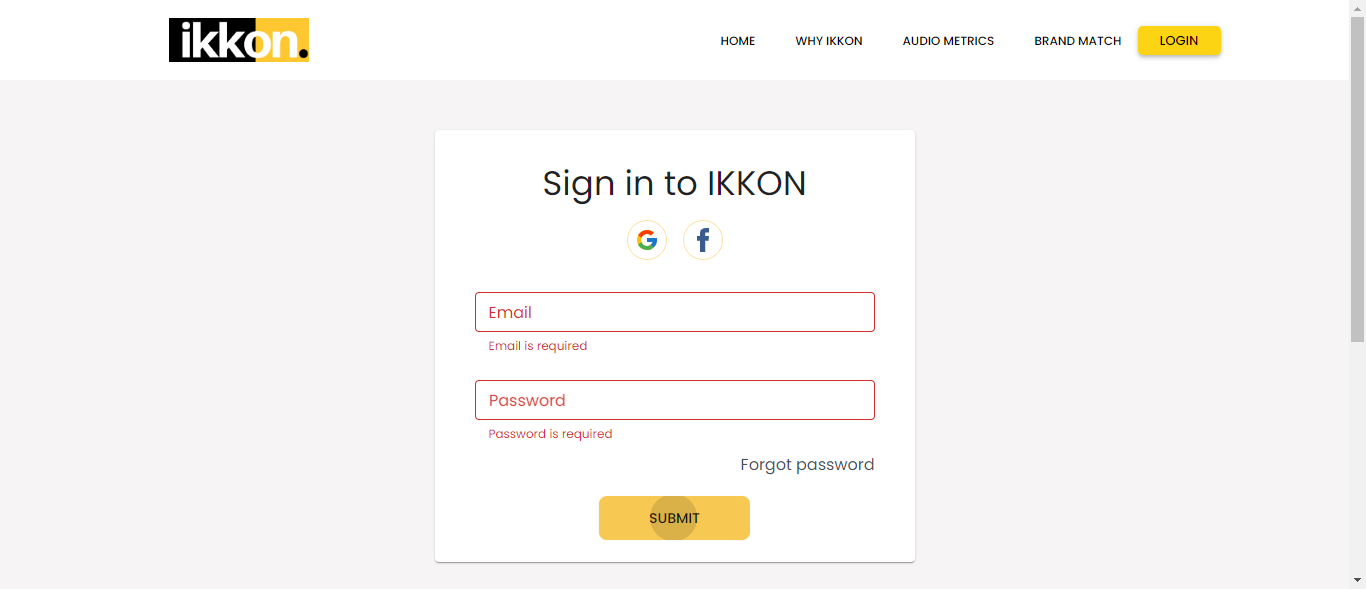 ikkon.
HOME WHY IKKON AUDIO METRICS BRAND MATCH LOGIN
Sign in to IKKON
Email
Email is required
Password
Password is required
Forgot password
SUBMIT